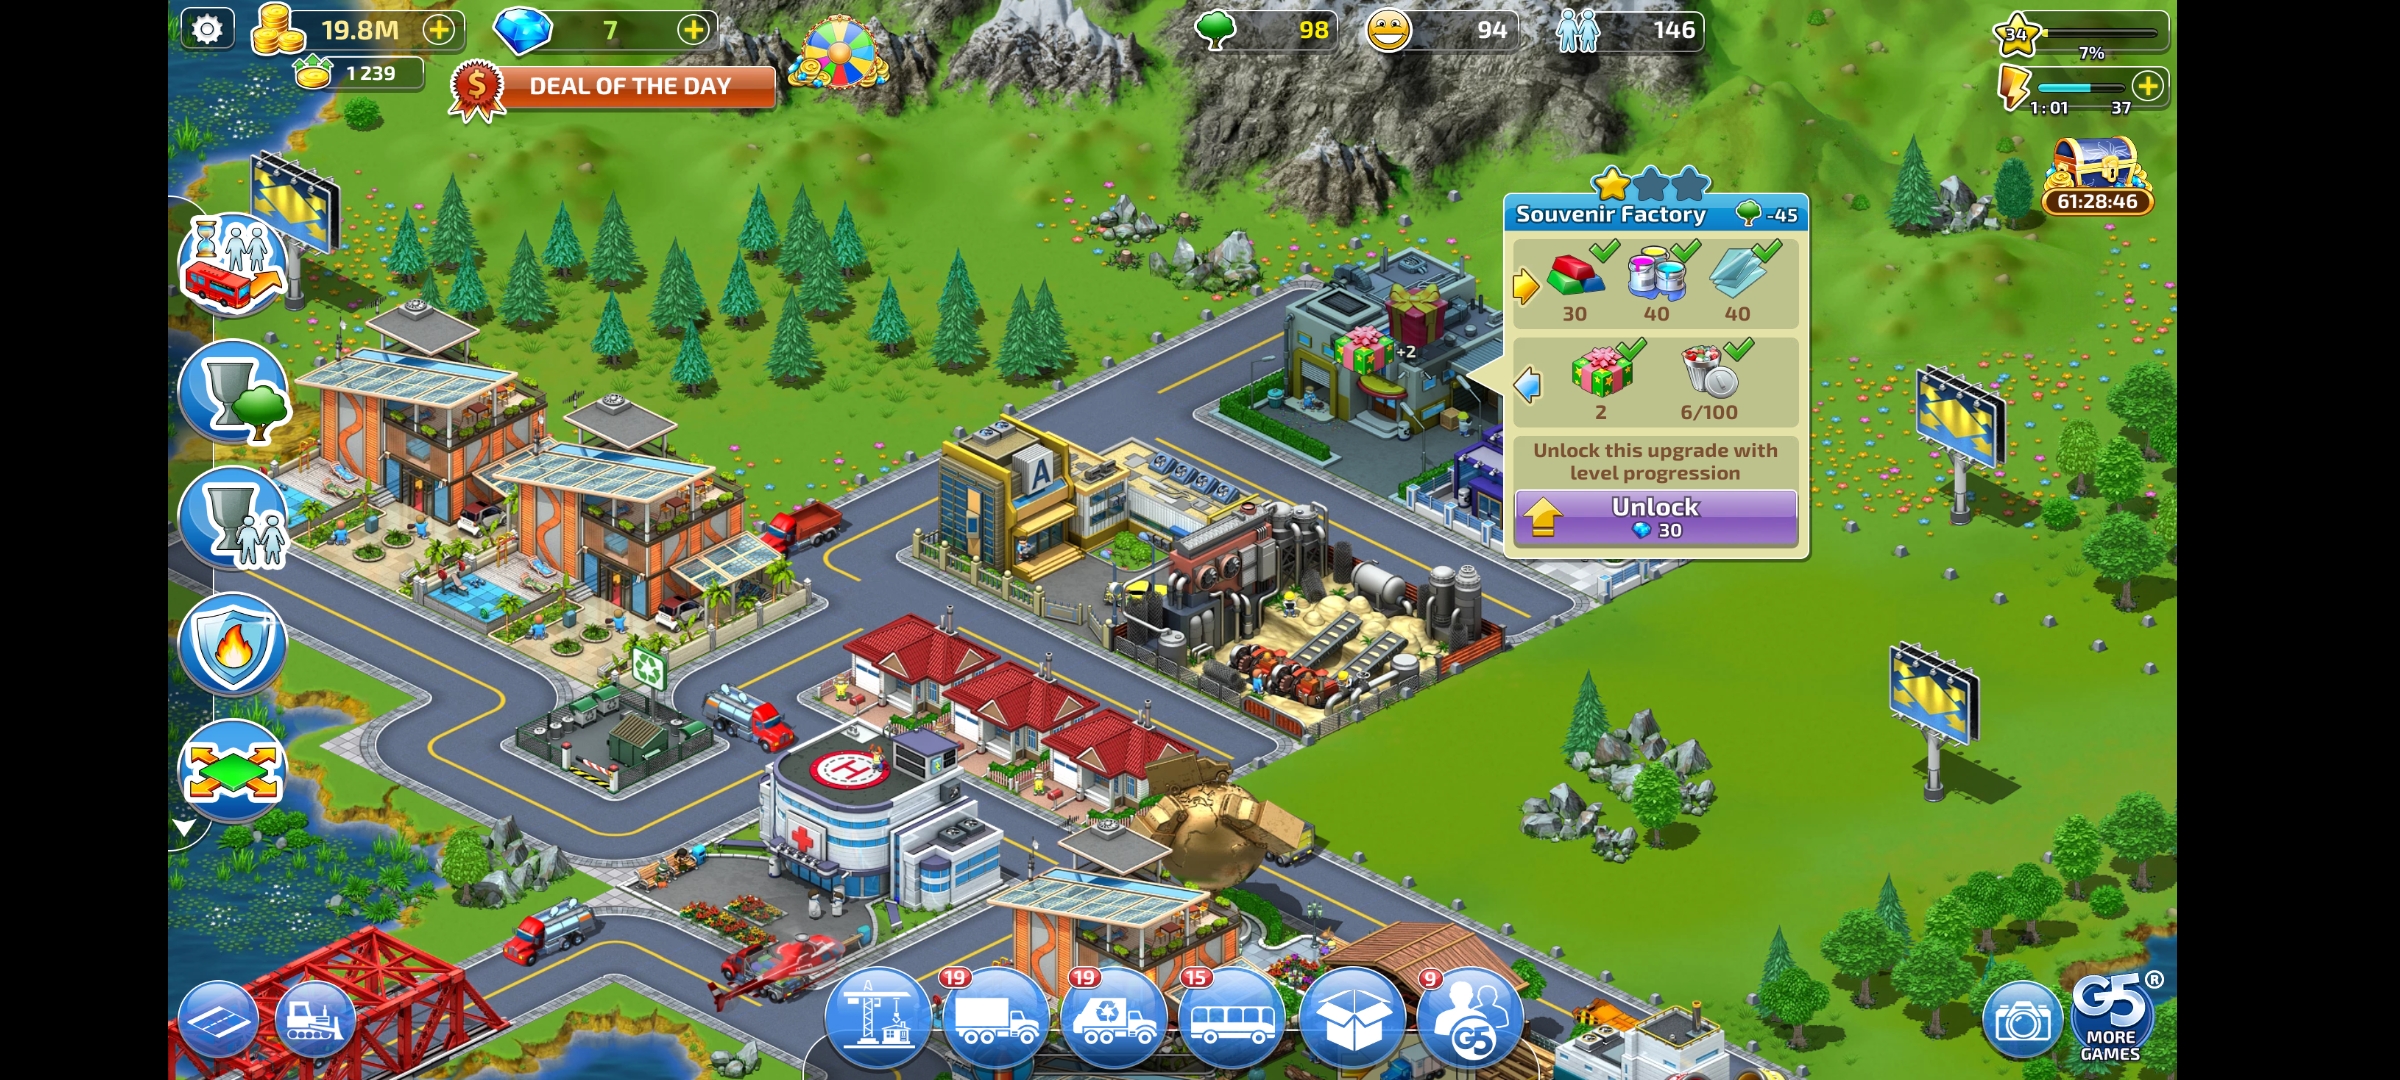 19.8M
7
98
94
146
34
7%
1 239
DEAL OF THE DAY
1:01
37
61:28:46
Souvenir Factory
-45
30
40
40
+2
2
6/100
Unlock this upgrade with
level progression
Unlock
30
A
H
A
19
19
15
9
G5
G5®
MORE
GAMES